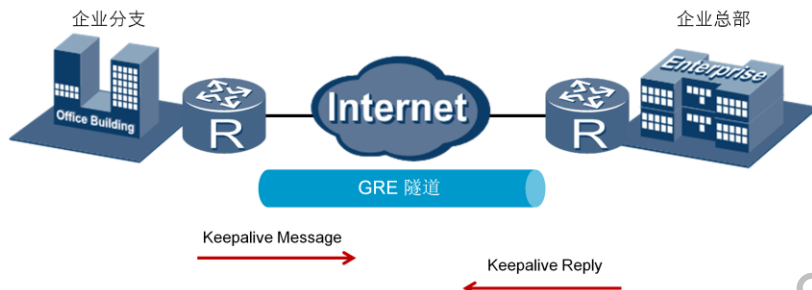 企业分支
企业总部
Office Building
R
Internet
R
Enterprise
GRE 隧道
Keepalive Message
Keepalive Reply